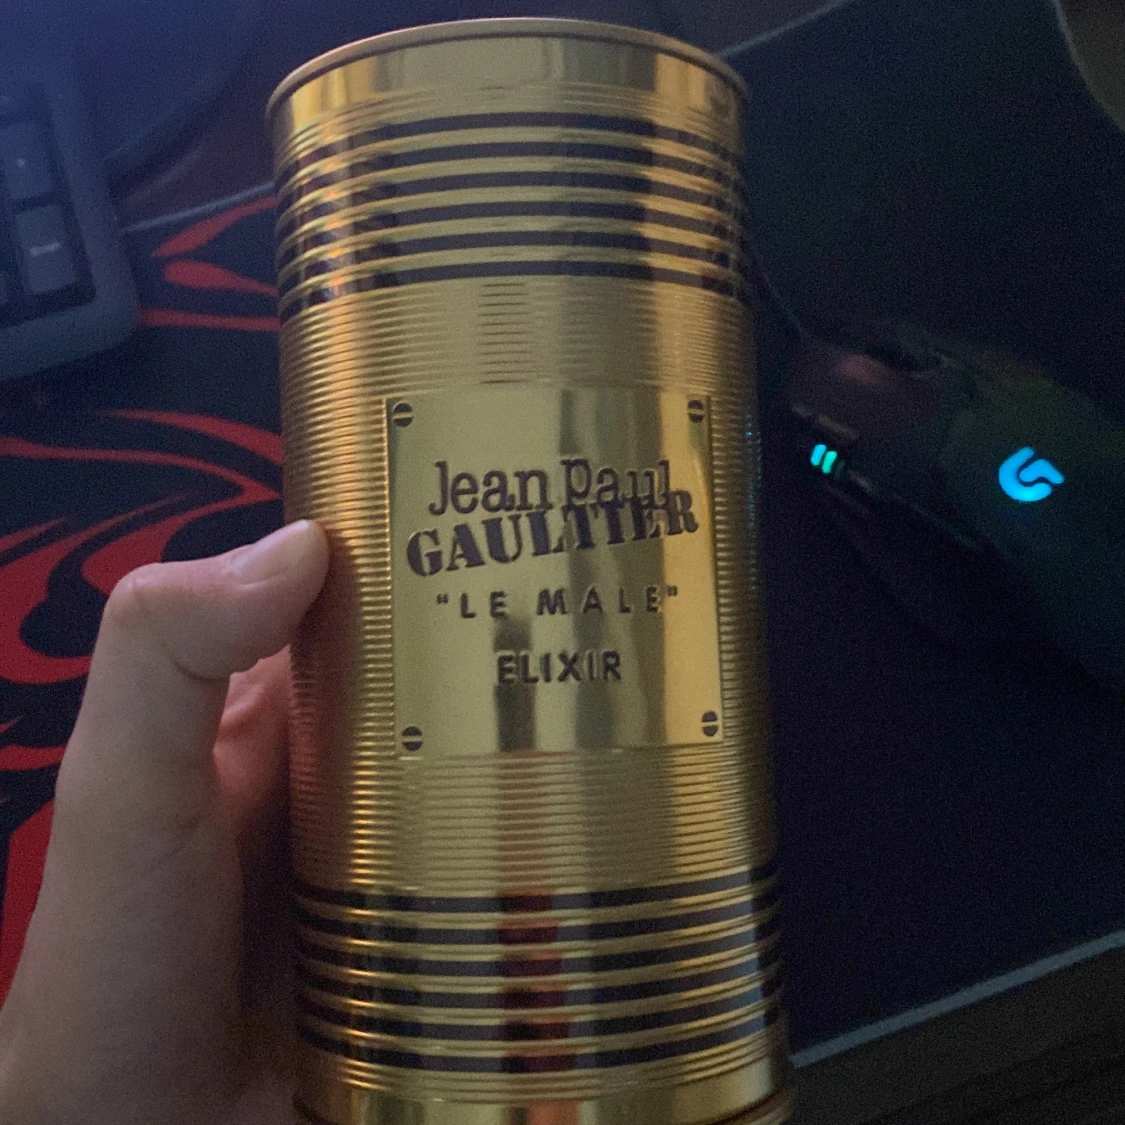 Jean Paul
GAULTIER
"LE MALE"
ELIXIR